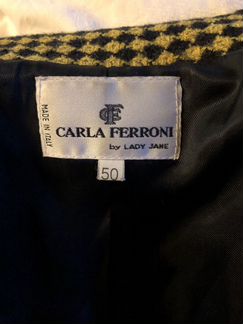 MADE IN ITALY
CF
CARLA FERRONI
by LADY JANE
50